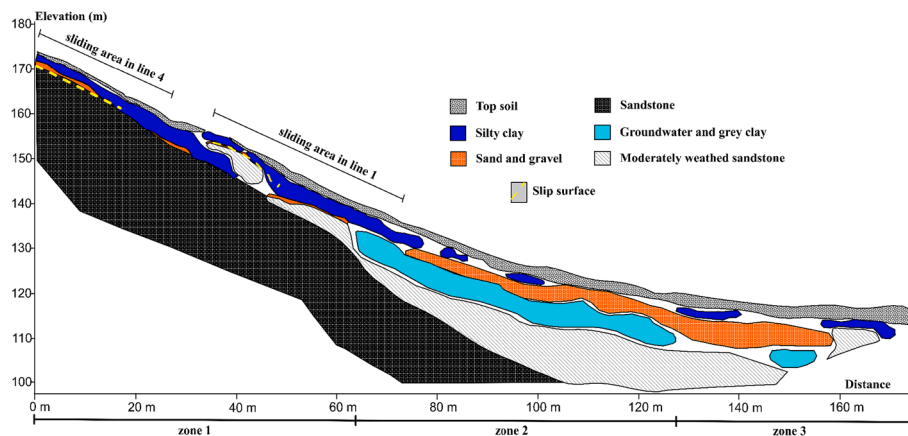 Elevation (m)
180
170
160
150
140
130
120
110
100
sliding area in line 4
sliding area in line 1
Top soil
Sandstone
Silty clay
Groundwater and grey clay
Sand and gravel
Moderately weathed sandstone
Slip surface
Distance
0 m
20 m
40 m
60 m
80 m
100 m
120 m
140 m
160 m
zone 1
zone 2
zone 3